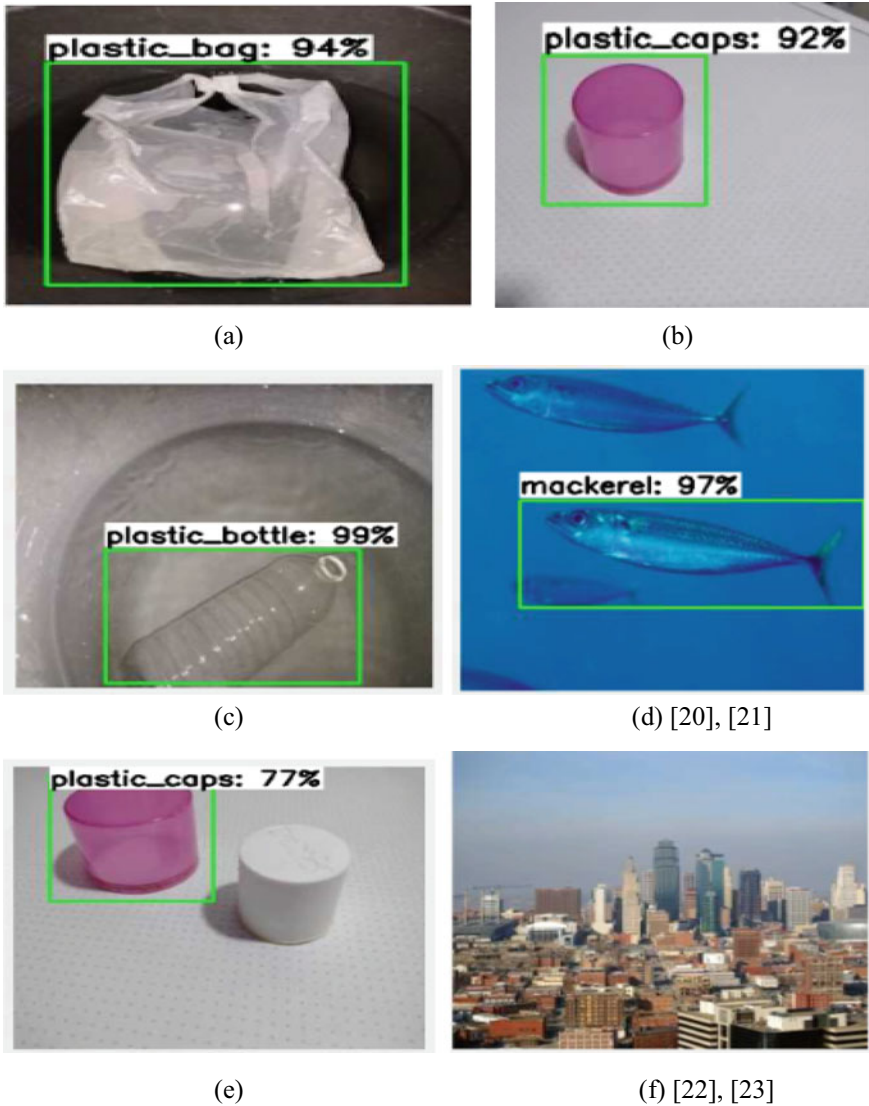 plastic_bag: 94%
plastic_caps: 92%
(a)
(b)
plastic_bottle: 99%
mackerel: 97%
(c)
(d) [20], [21]
plastic_caps: 77%
(e)
(f) [22], [23]